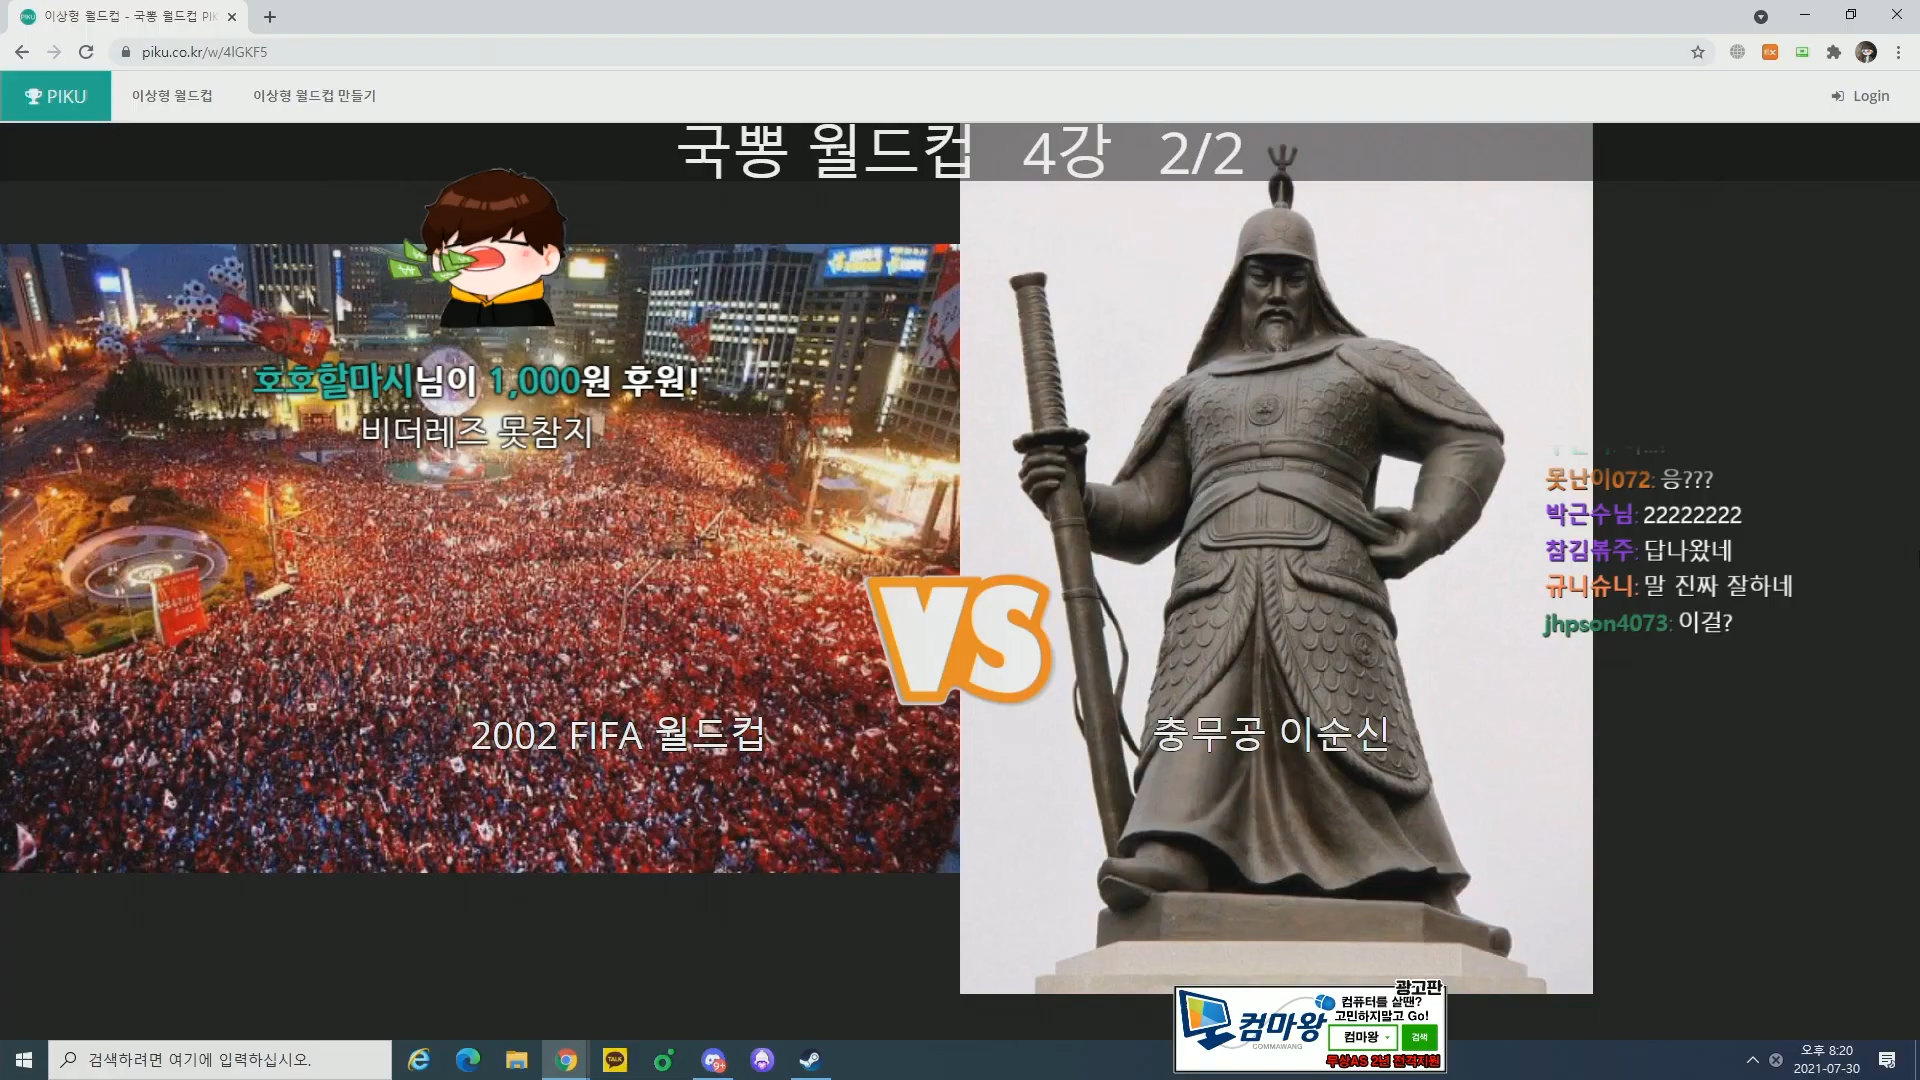 이상형 월드컵 - 국뽕 월드컵 PIK
piku.co.kr/w/4lGKF5
PIKU
이상형 월드컵
이상형 월드컵 만들기
Login
국뽕 월드컵 4강 2/2
호호할마시님이 1,000원 후원!
비더레즈 못참지
VS
2002 FIFA 월드컵
충무공 이순신
못난이072: 응???
박근수님: 22222222
참김볶주: 답나왔네
규니슈니: 말 진짜 잘하네
jhpson4073: 이걸?
광고판
컴퓨터를 살땐?
고민하지말고 Go!
컴마왕
COMMAWANG
컴마왕
검색
무상AS 2년 전격지원
검색하려면 여기에 입력하십시오.
TALK
9+
오후 8:20
2021-07-30